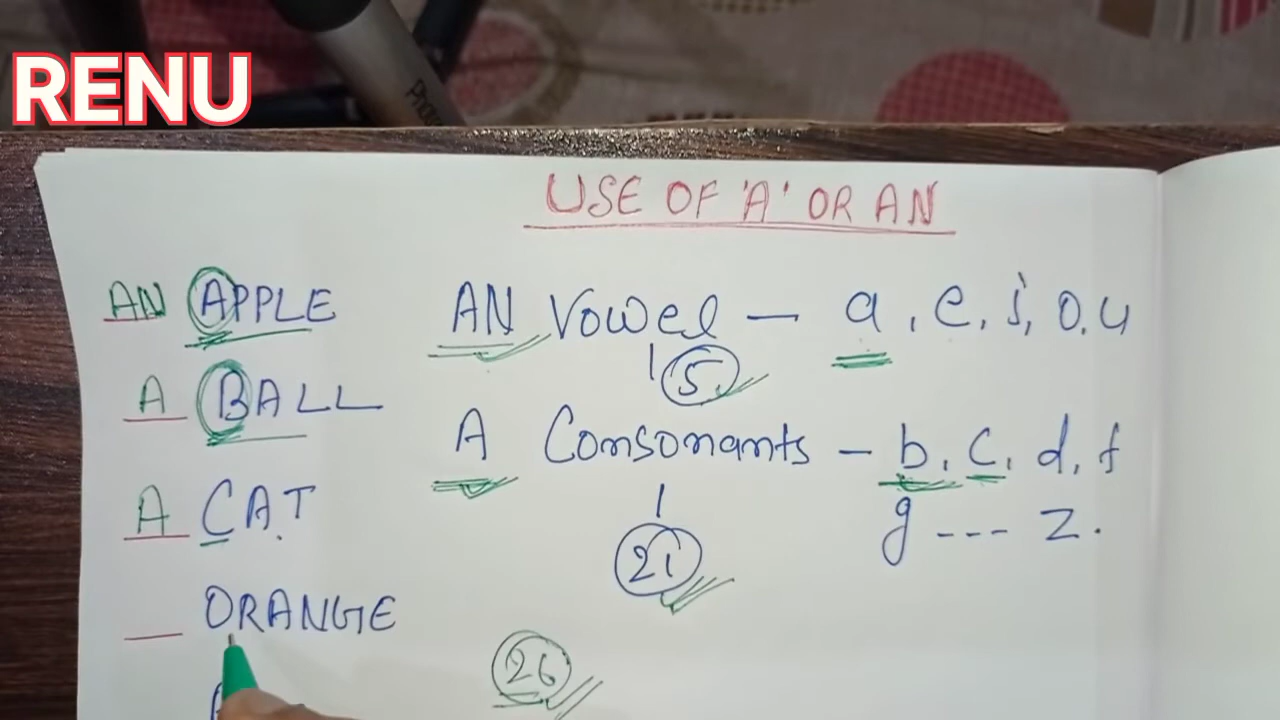 RENU
USE OF 'A' OR AN
AN APPLE
AN Vowel — a, e, i, o, u
5
A BALL
A Consonants — b, c, d, f
g --- z.
A CAT
21
_ ORANGE
26